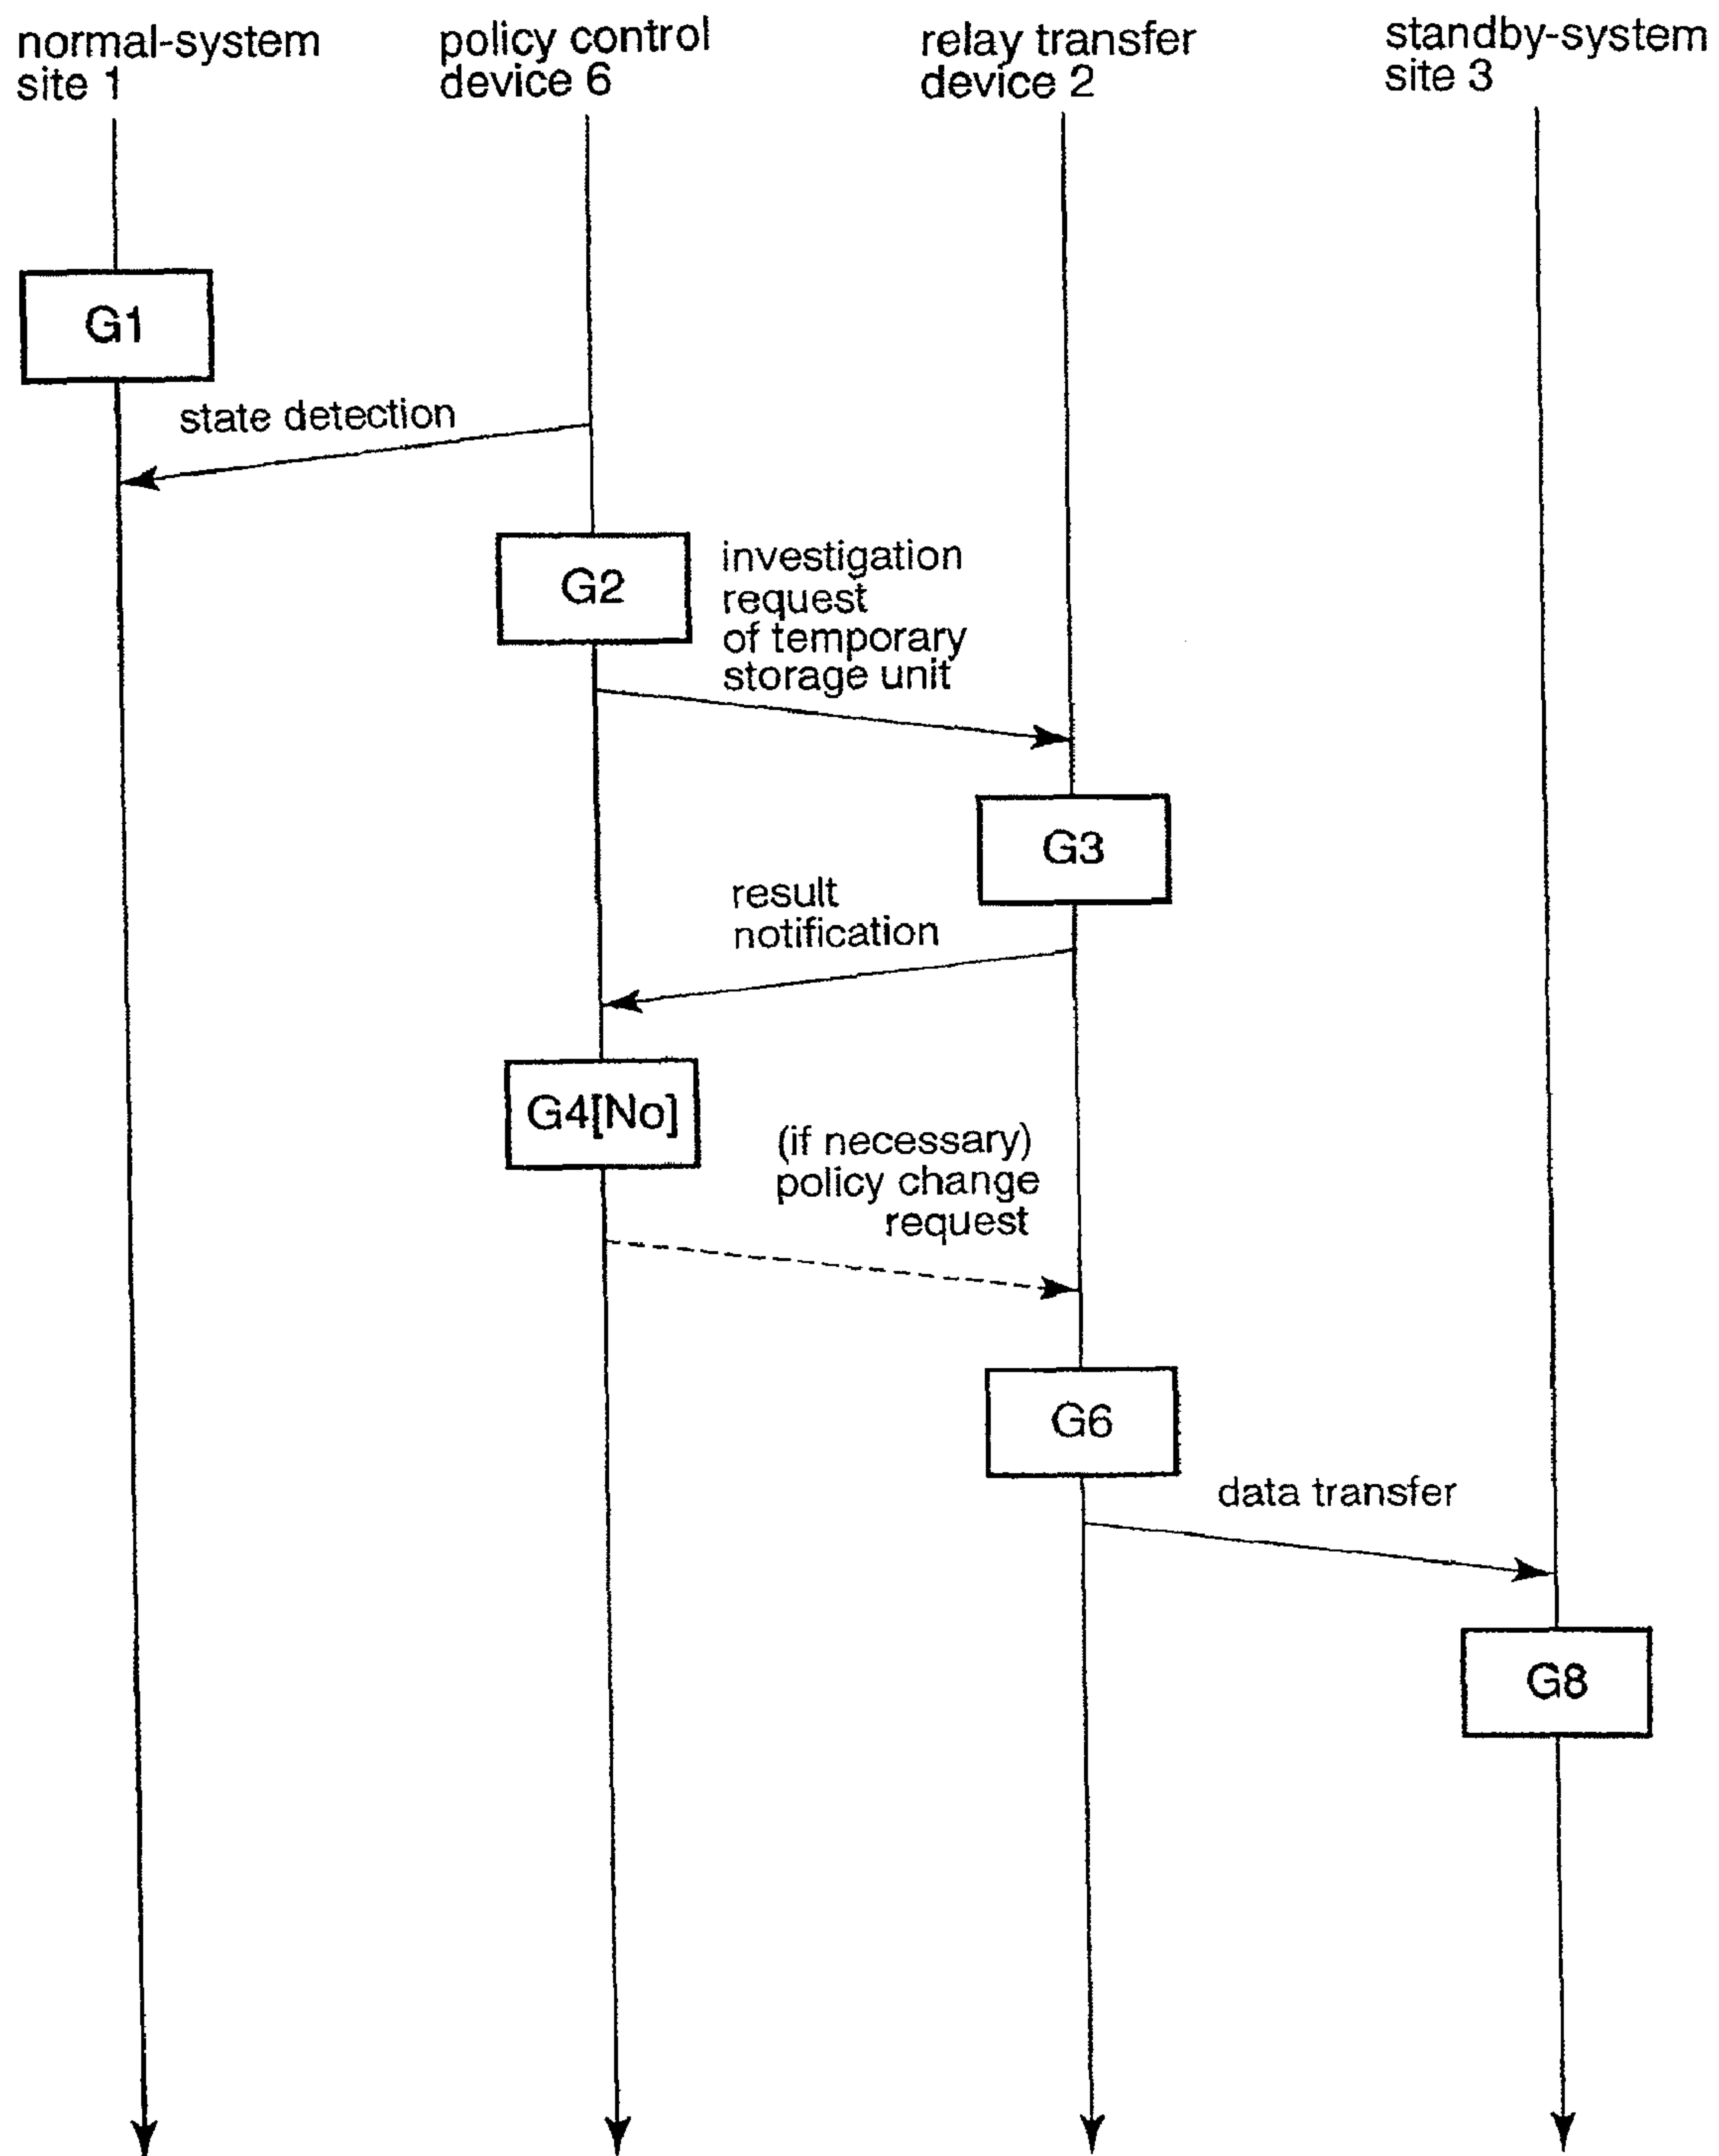 normal-system
site 1
policy control
device 6
relay transfer
device 2
standby-system
site 3
G1
state detection
G2
investigation
request
of temporary
storage unit
G3
result
notification
G4[No]
(if necessary)
policy change
request
G6
data transfer
G8